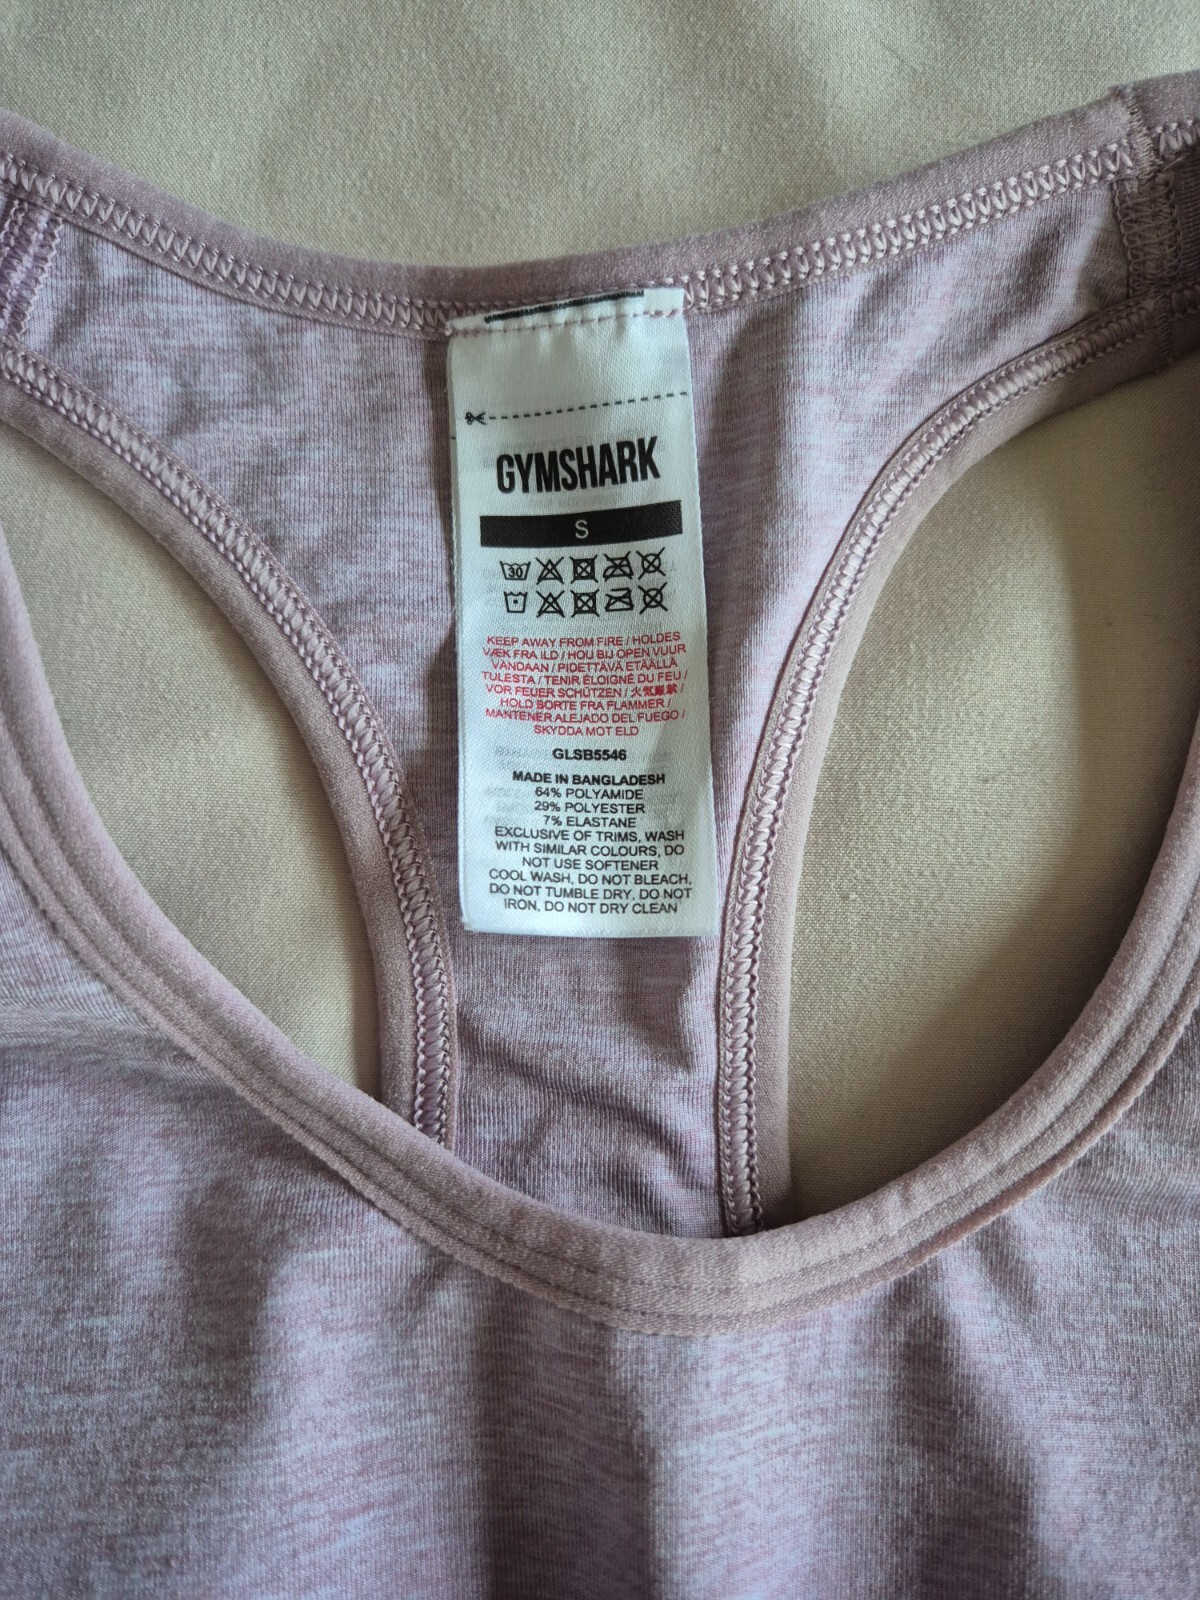 GYMSHARK
S
30
KEEP AWAY FROM FIRE / HOLDES
VÆK FRA ILD / HOU BIJ OPEN VUUR
VANDAAN / PIDETTÄVÄ ETÄÄLLÄ
TULESTA / TENIR ÉLOIGNÉ DU FEU /
VOR FEUER SCHÜTZEN / 火気厳禁 /
HOLD BORTE FRA FLAMMER /
MANTENER ALEJADO DEL FUEGO /
SKYDDA MOT ELD
GLSB5546
MADE IN BANGLADESH
64% POLYAMIDE
29% POLYESTER
7% ELASTANE
EXCLUSIVE OF TRIMS, WASH
WITH SIMILAR COLOURS, DO
NOT USE SOFTENER
COOL WASH, DO NOT BLEACH,
DO NOT TUMBLE DRY, DO NOT
IRON, DO NOT DRY CLEAN